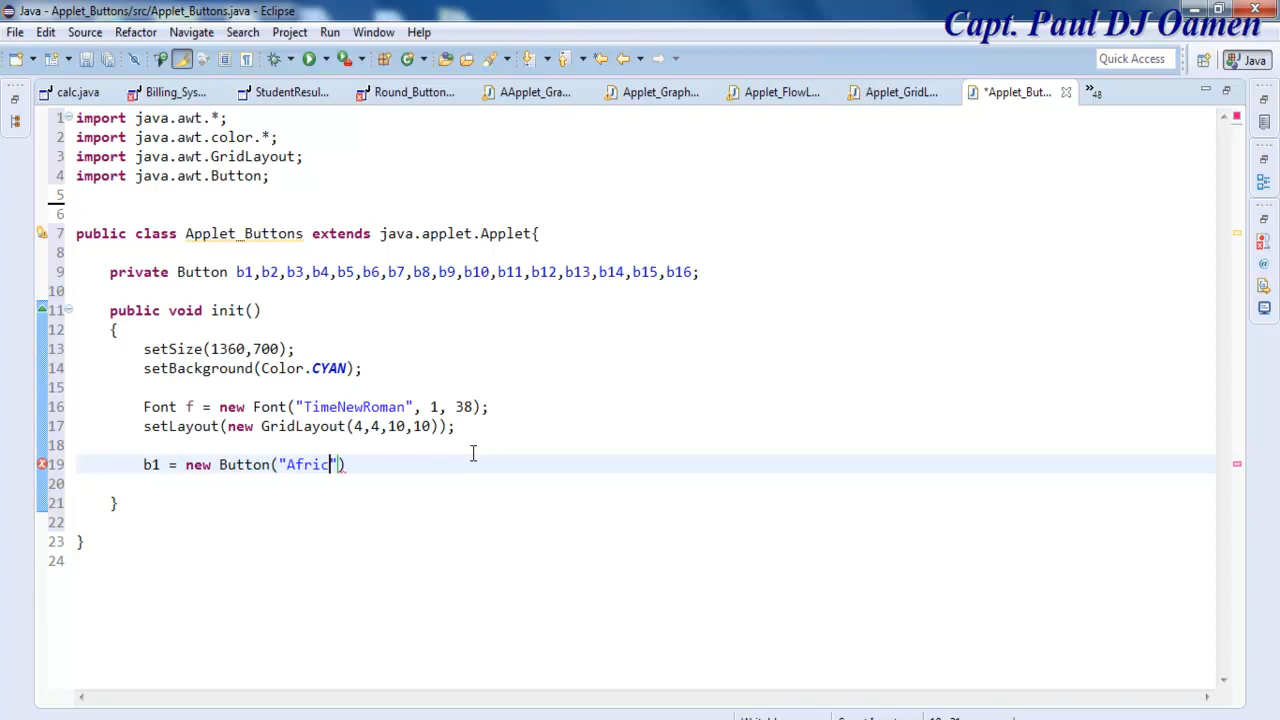 Java - Applet_Buttons/src/Applet_Buttons.java - Eclipse
Capt. Paul DJ Oamen
File Edit Source Refactor Navigate Search Project Run Window Help
Quick Access
Java
calc.java Billing_Sys... StudentResul... Round_Button... AApplet_Gra... Applet_Graph... Applet_FlowL... Applet_GridL... *Applet_But... »48
1 import java.awt.*;
2 import java.awt.color.*;
3 import java.awt.GridLayout;
4 import java.awt.Button;
5
6
7 public class Applet_Buttons extends java.applet.Applet{
8
9 private Button b1,b2,b3,b4,b5,b6,b7,b8,b9,b10,b11,b12,b13,b14,b15,b16;
10
11 public void init()
12 {
13 setSize(1360,700);
14 setBackground(Color.CYAN);
15
16 Font f = new Font("TimeNewRoman", 1, 38);
17 setLayout(new GridLayout(4,4,10,10));
18
19 b1 = new Button("Afric")
20
21 }
22
23 }
24